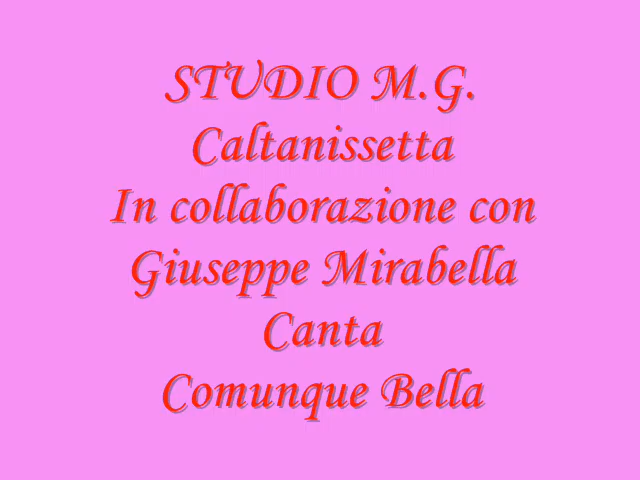 STUDIO M.G.
Caltanissetta
In collaborazione con
Giuseppe Mirabella
Canta
Comunque Bella